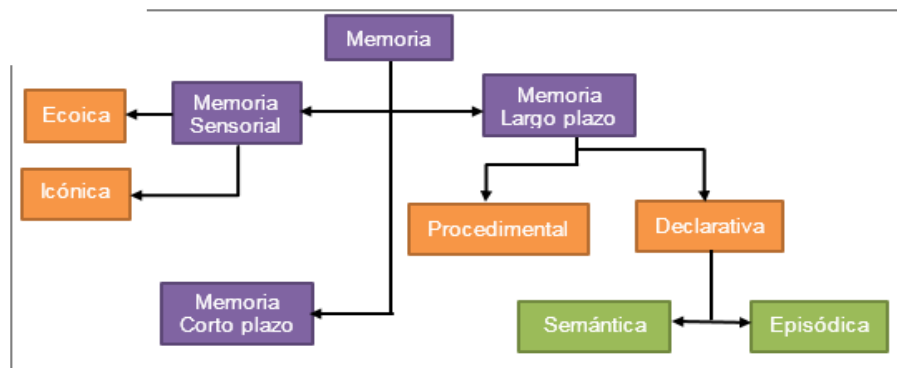 Memoria
Ecoica
Memoria
Sensorial
Memoria
Largo plazo
Icónica
Procedimental
Declarativa
Memoria
Corto plazo
Semántica
Episódica